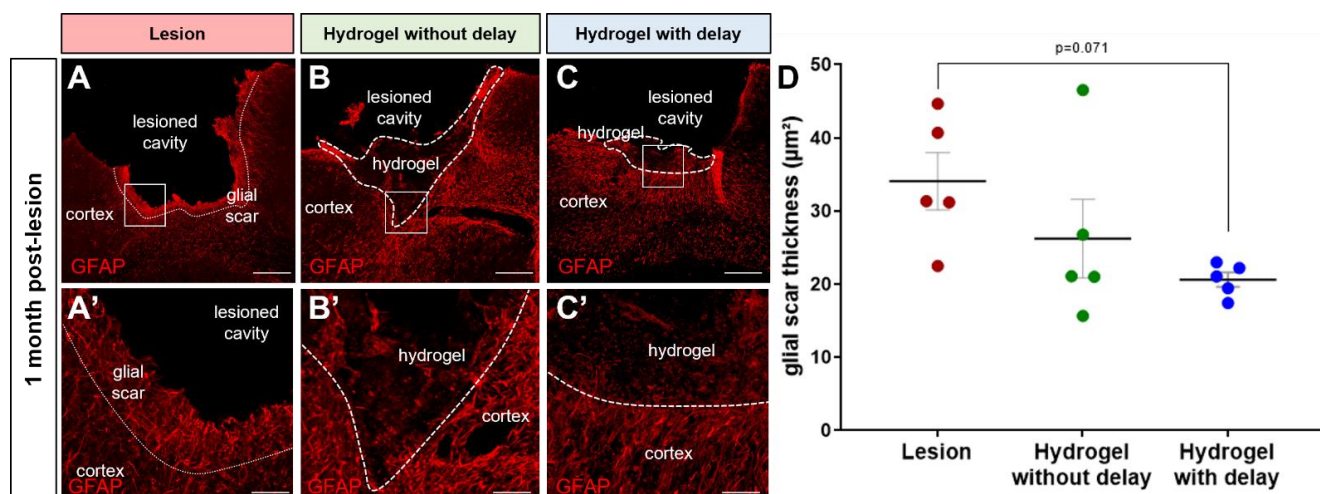 Lesion
Hydrogel without delay
Hydrogel with delay
1 month post-lesion
A
lesioned
cavity
glial
scar
cortex
GFAP
B
lesioned
cavity
hydrogel
cortex
GFAP
C
lesioned
cavity
hydrogel
cortex
GFAP
A’
lesioned
cavity
glial
scar
cortex
GFAP
B’
hydrogel
cortex
GFAP
C’
hydrogel
cortex
GFAP
D
p=0.071
glial scar thickness (µm²)
50
40
30
20
10
0
Lesion
Hydrogel
without delay
Hydrogel
with delay